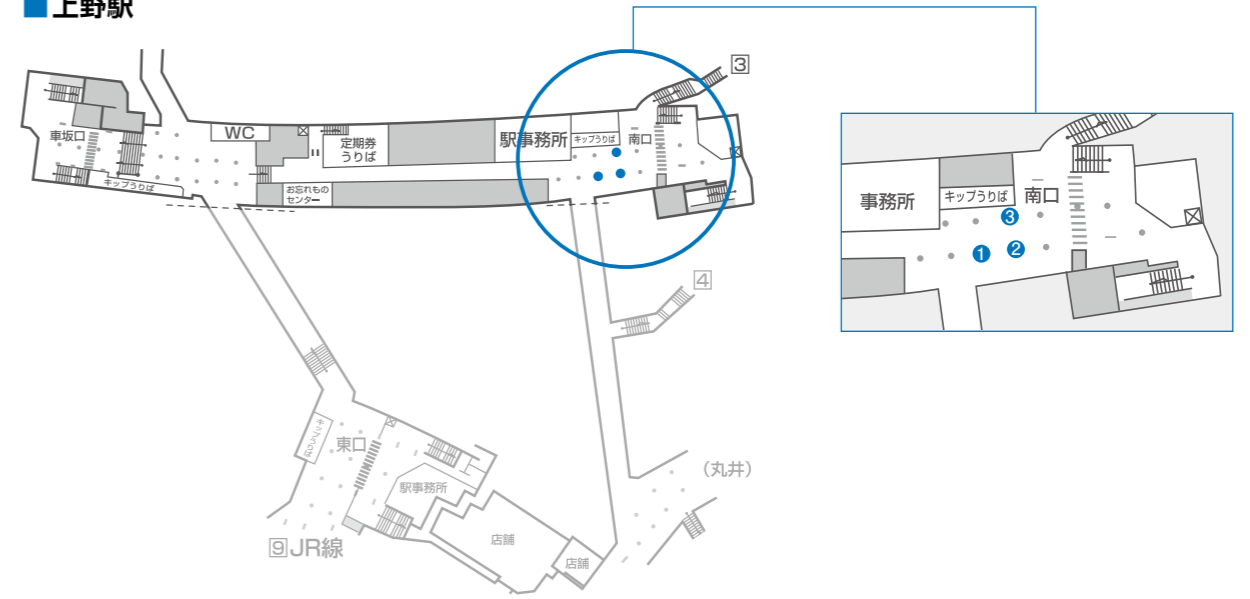 ■上野駅
3
車坂口
WC
定期券
うりば
駅事務所
キップうりば
南口
キップうりば
お忘れもの
センター
4
キップうりば
東口
駅事務所
(丸井)
店舗
店舗
9JR線
事務所
キップうりば
南口
3
1
2